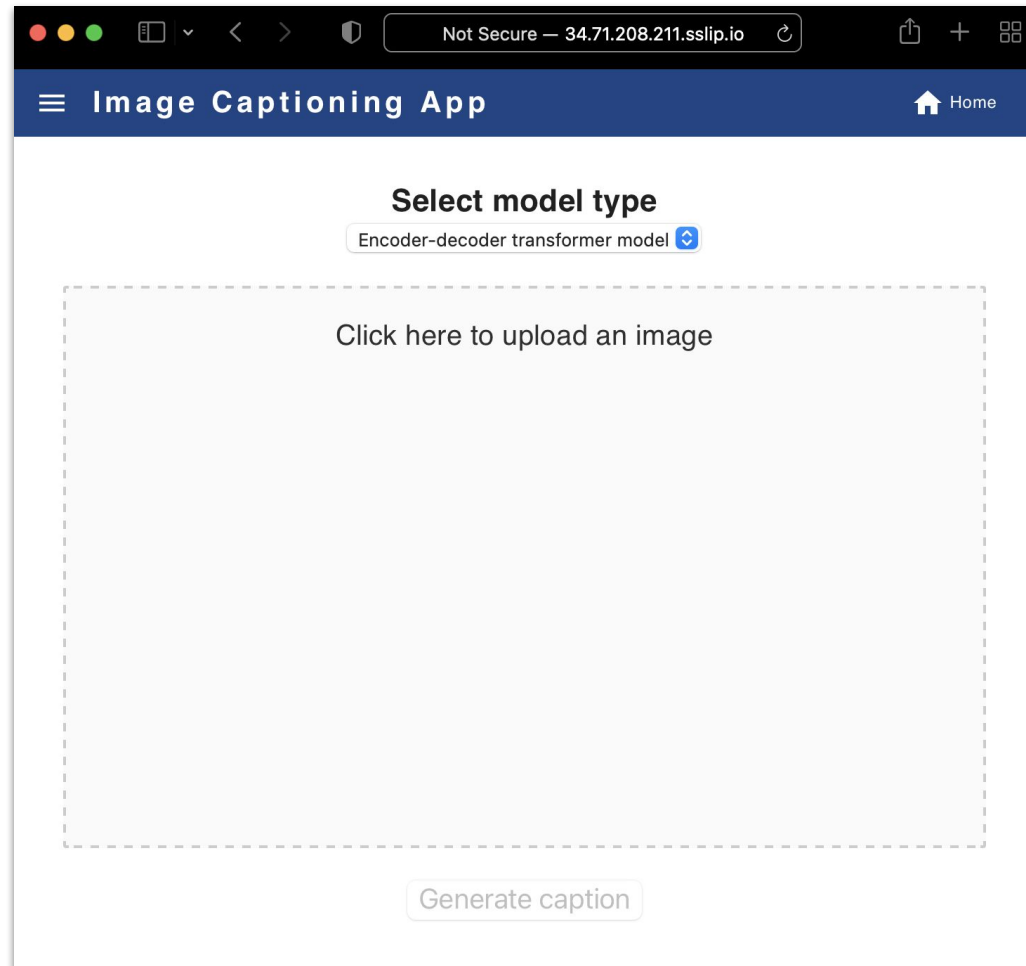 Not Secure — 34.71.208.211.sslip.io
Image Captioning App
Home
Select model type
Encoder-decoder transformer model
Click here to upload an image
Generate caption